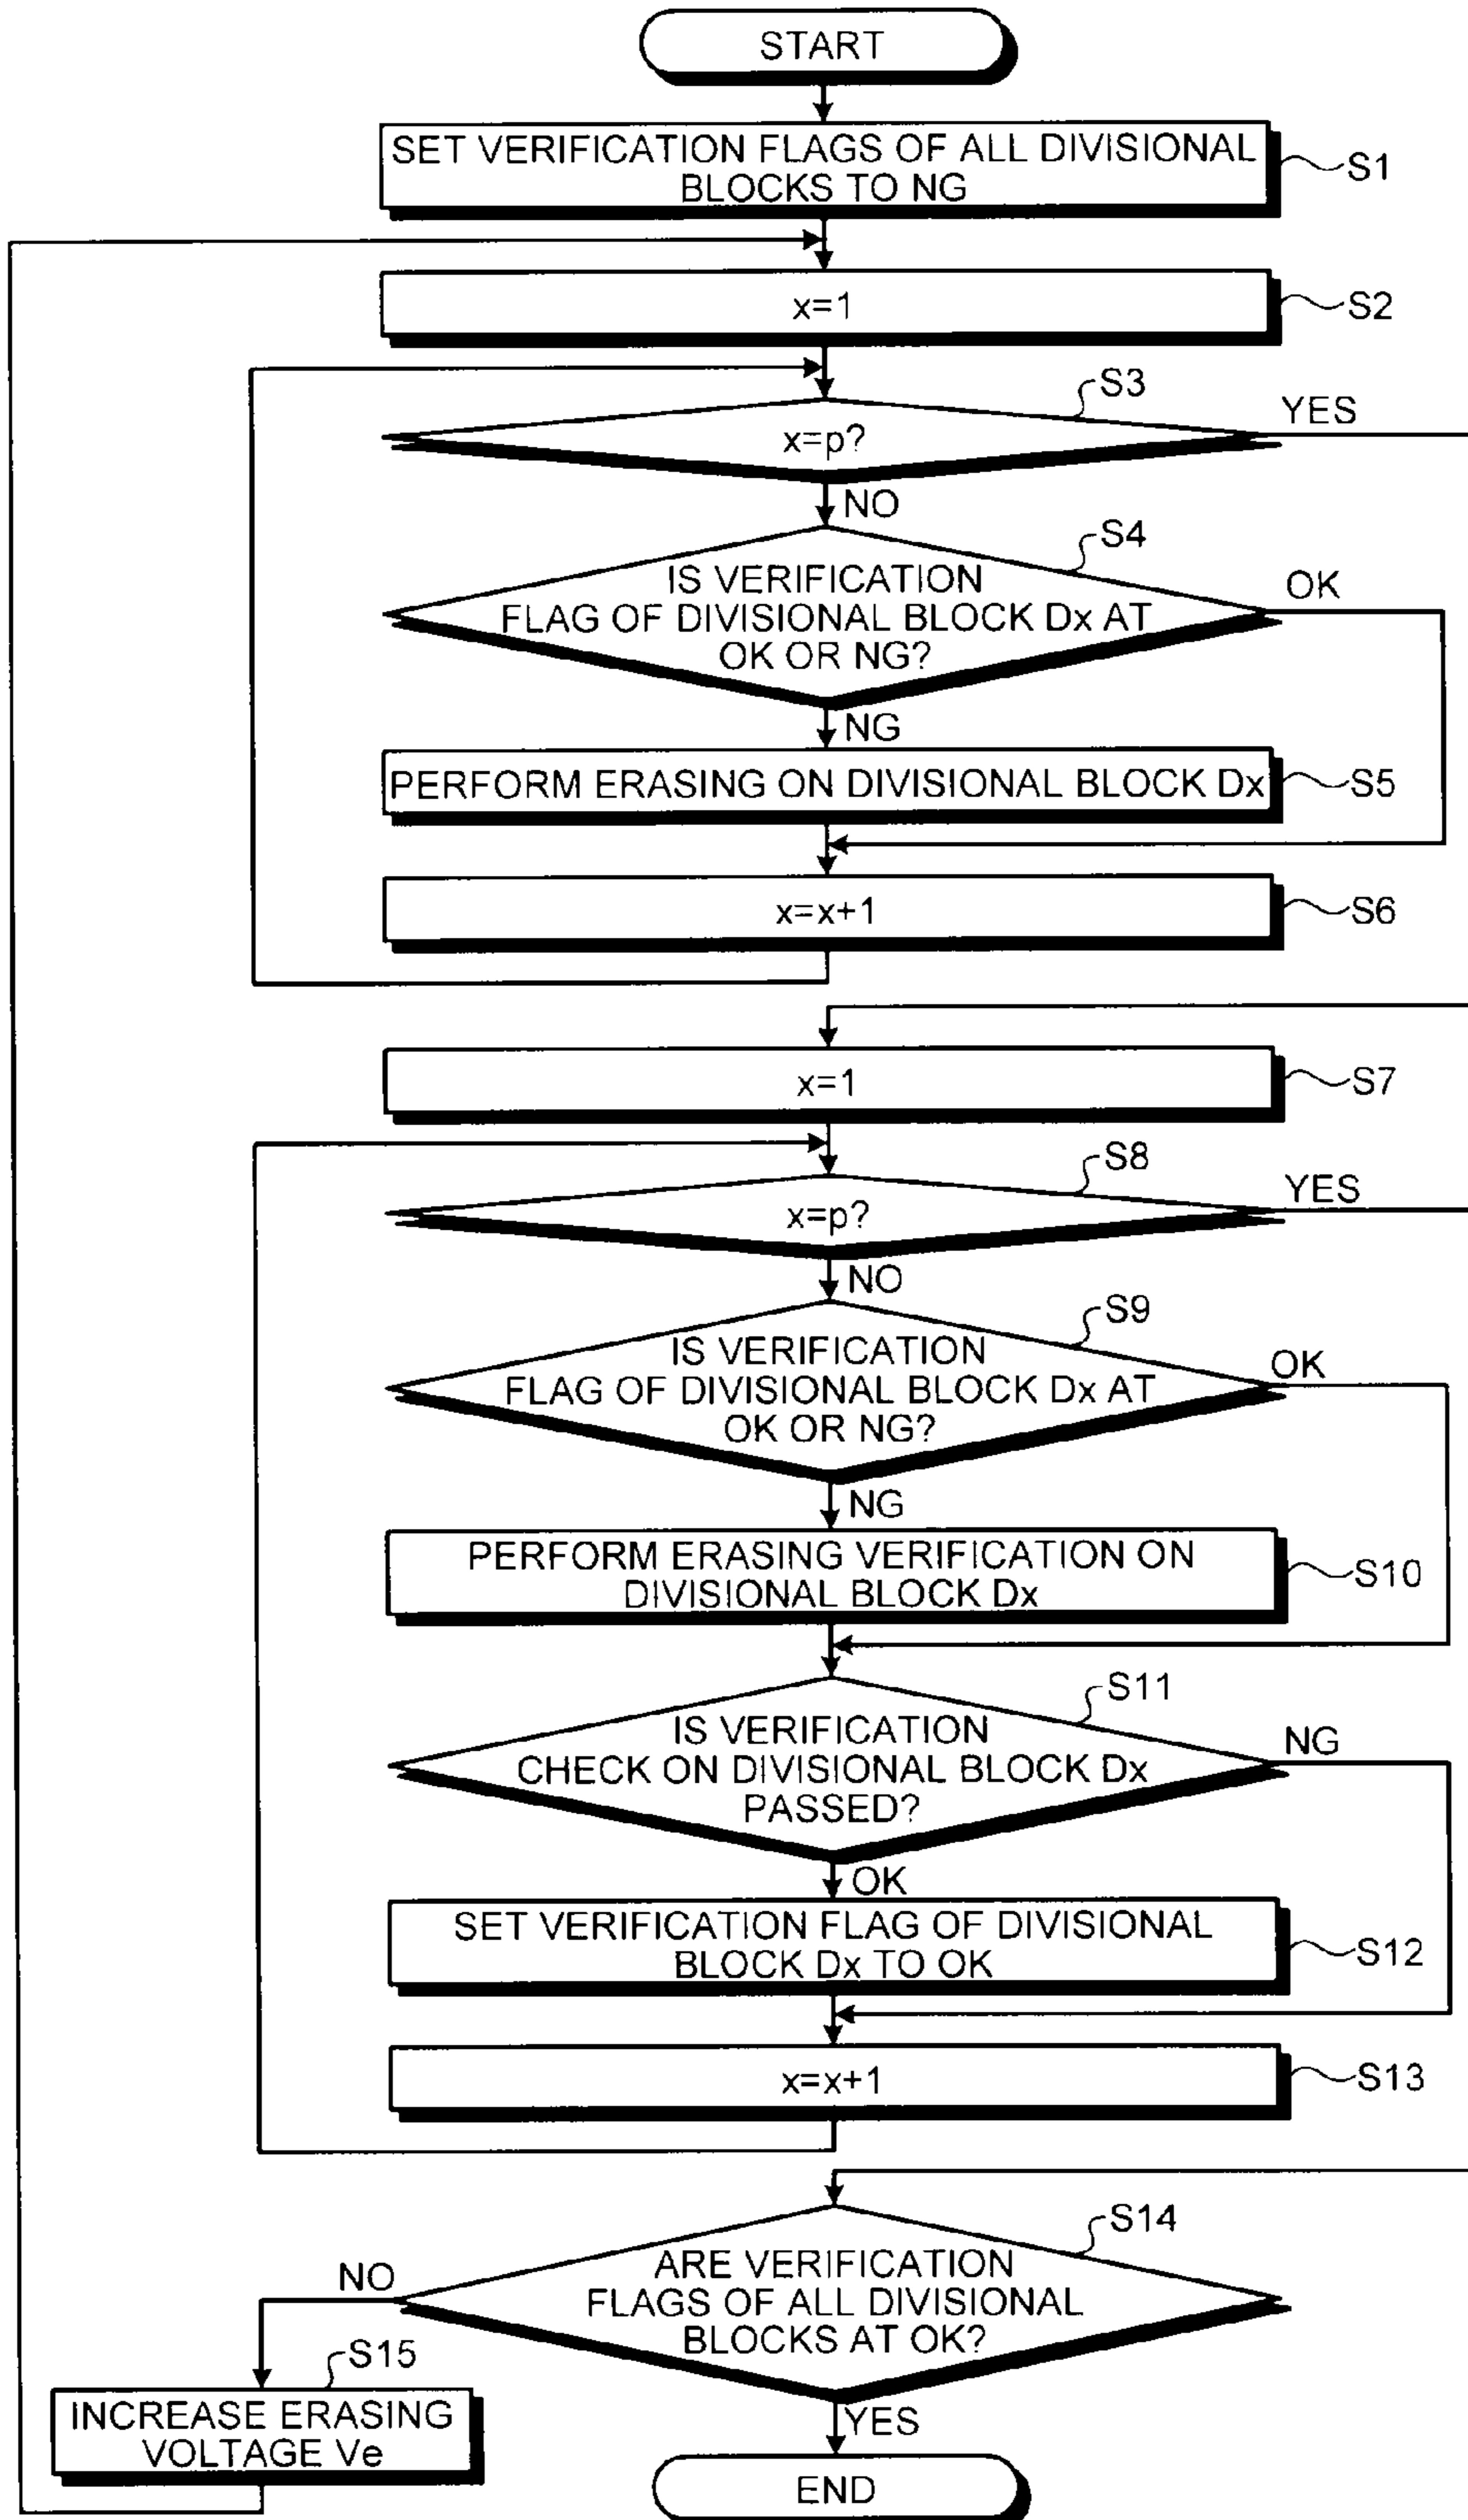 START
SET VERIFICATION FLAGS OF ALL DIVISIONAL
BLOCKS TO NG
S1
x=1
S2
S3
x=p?
YES
NO
S4
IS VERIFICATION
FLAG OF DIVISIONAL BLOCK Dx AT
OK OR NG?
OK
NG
PERFORM ERASING ON DIVISIONAL BLOCK Dx
S5
x=x+1
S6
x=1
S7
S8
x=p?
YES
NO
S9
IS VERIFICATION
FLAG OF DIVISIONAL BLOCK Dx AT
OK OR NG?
OK
NG
PERFORM ERASING VERIFICATION ON
DIVISIONAL BLOCK Dx
S10
S11
IS VERIFICATION
CHECK ON DIVISIONAL BLOCK Dx
PASSED?
NG
OK
SET VERIFICATION FLAG OF DIVISIONAL
BLOCK Dx TO OK
S12
x=x+1
S13
S14
ARE VERIFICATION
FLAGS OF ALL DIVISIONAL
BLOCKS AT OK?
NO
S15
INCREASE ERASING
VOLTAGE Ve
YES
END